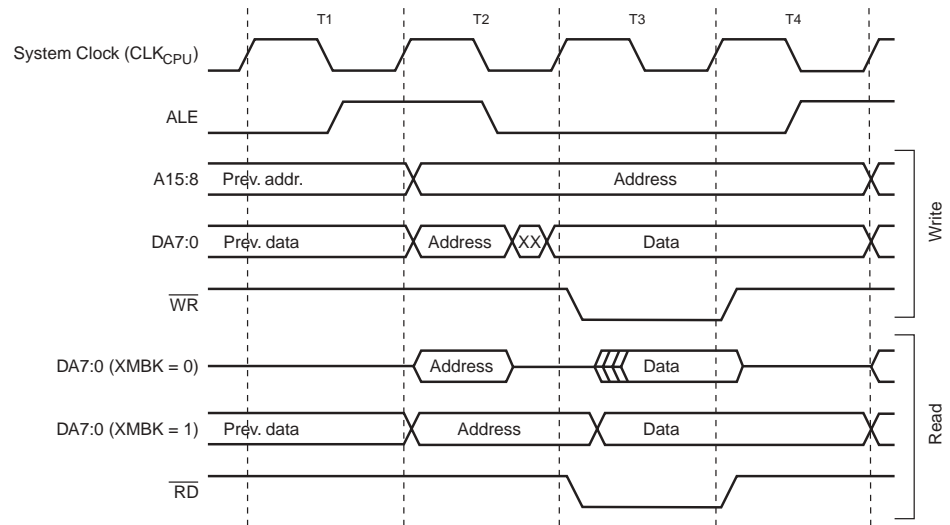 T1 T2 T3 T4
System Clock (CLKCPU)
ALE
A15:8 Prev. addr. Address
DA7:0 Prev. data Address XX Data
WR
Write
DA7:0 (XMBK = 0) Address Data
DA7:0 (XMBK = 1) Prev. data Address Data
RD
Read